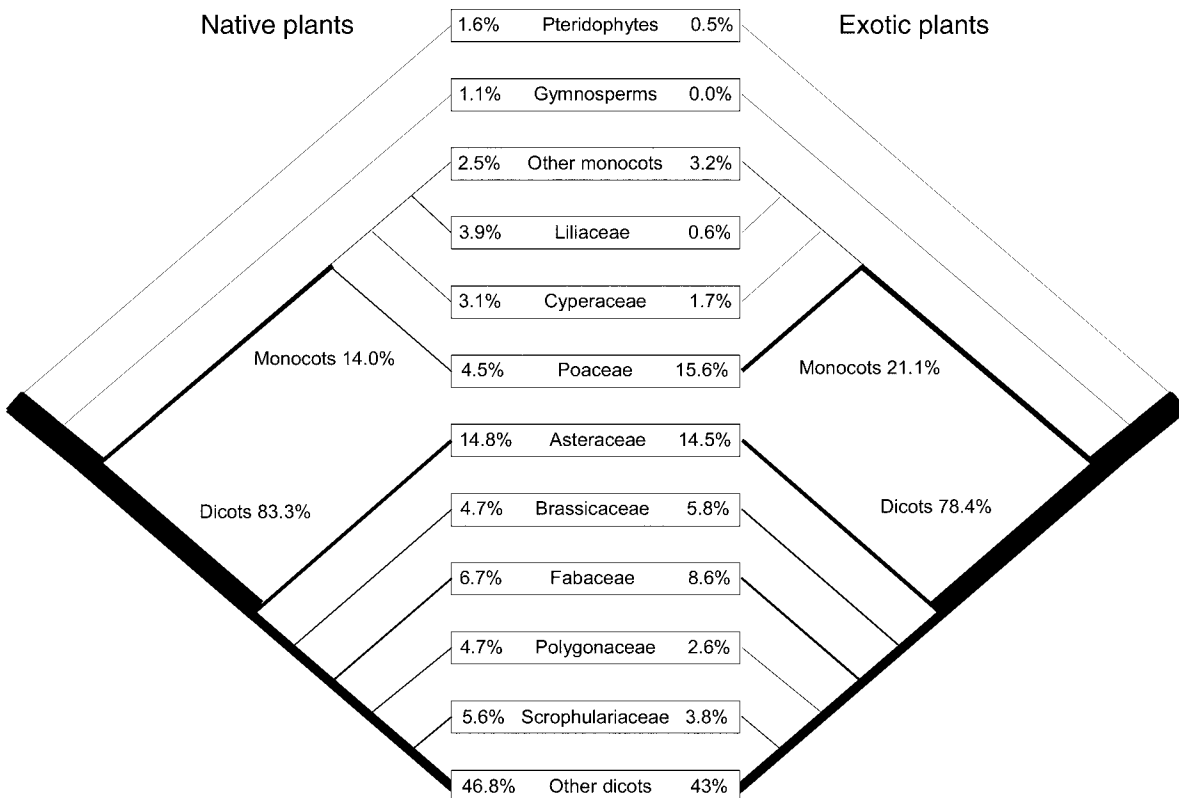 Native plants
Exotic plants
1.6% Pteridophytes 0.5%
1.1% Gymnosperms 0.0%
2.5% Other monocots 3.2%
3.9% Liliaceae 0.6%
3.1% Cyperaceae 1.7%
Monocots 14.0%
4.5% Poaceae 15.6%
Monocots 21.1%
14.8% Asteraceae 14.5%
Dicots 83.3%
4.7% Brassicaceae 5.8%
Dicots 78.4%
6.7% Fabaceae 8.6%
4.7% Polygonaceae 2.6%
5.6% Scrophulariaceae 3.8%
46.8% Other dicots 43%